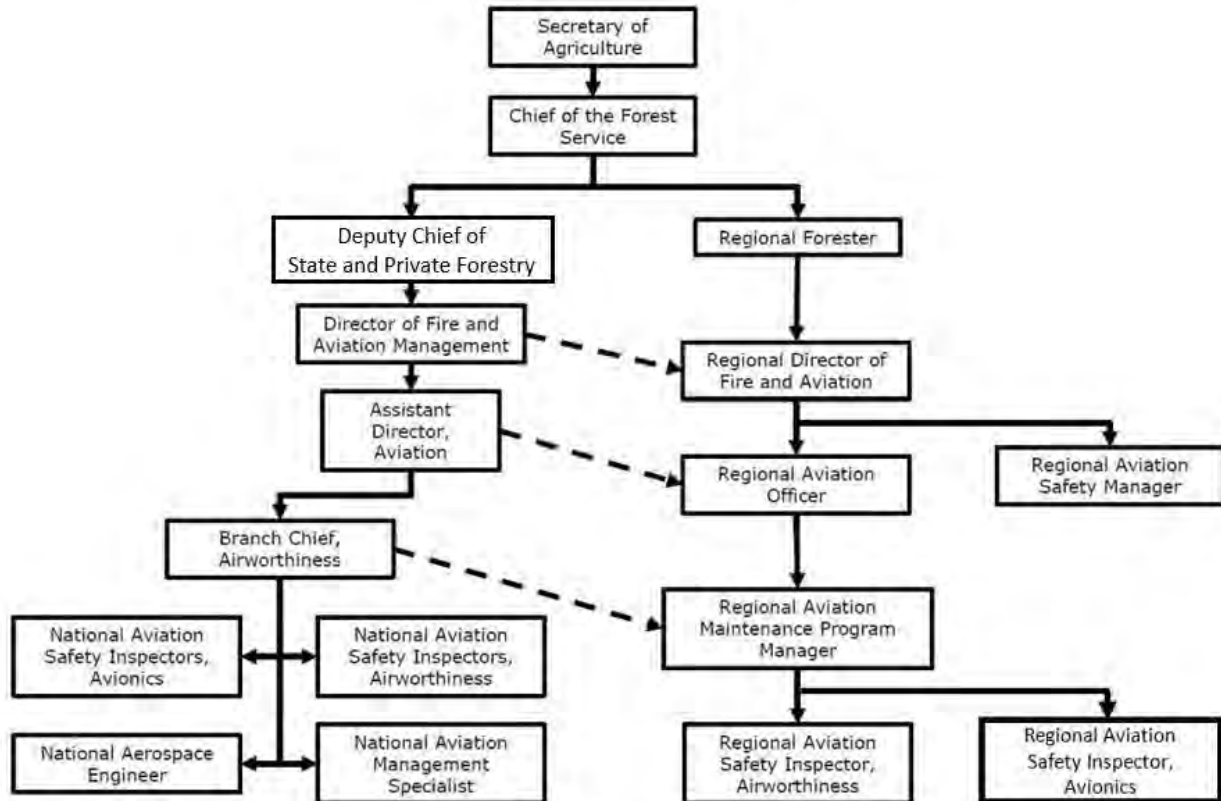 Secretary of
Agriculture
Chief of the Forest
Service
Deputy Chief of
State and Private Forestry
Regional Forester
Director of Fire and
Aviation Management
Regional Director of
Fire and Aviation
Assistant
Director,
Aviation
Regional Aviation
Officer
Regional Aviation
Safety Manager
Branch Chief,
Airworthiness
Regional Aviation
Maintenance Program
Manager
National Aviation
Safety Inspectors,
Avionics
National Aviation
Safety Inspectors,
Airworthiness
National Aerospace
Engineer
National Aviation
Management
Specialist
Regional Aviation
Safety Inspector,
Airworthiness
Regional Aviation
Safety Inspector,
Avionics